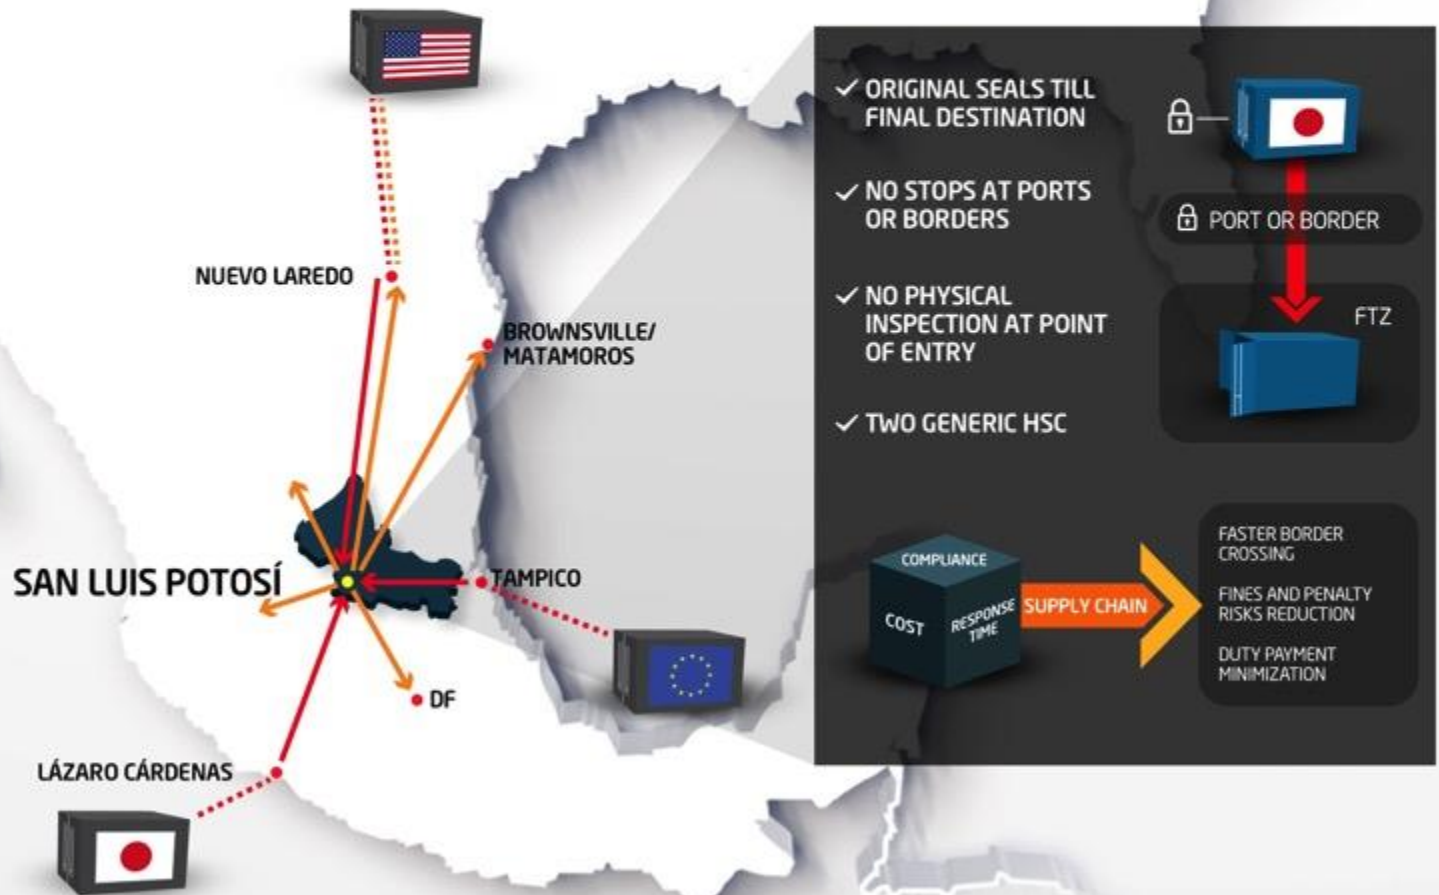 NUEVO LAREDO
BROWNSVILLE/
MATAMOROS
SAN LUIS POTOSÍ
TAMPICO
DF
LÁZARO CÁRDENAS
ORIGINAL SEALS TILL
FINAL DESTINATION
NO STOPS AT PORTS
OR BORDERS
NO PHYSICAL
INSPECTION AT POINT
OF ENTRY
TWO GENERIC HSC
PORT OR BORDER
FTZ
COMPLIANCE
COST
RESPONSE
TIME
SUPPLY CHAIN
FASTER BORDER
CROSSING
FINES AND PENALTY
RISKS REDUCTION
DUTY PAYMENT
MINIMIZATION